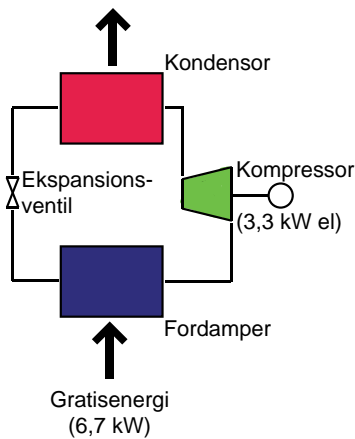 Kondensor
Ekspansions-
ventil
Kompressor
(3,3 kW el)
Fordamper
Gratisenergi
(6,7 kW)